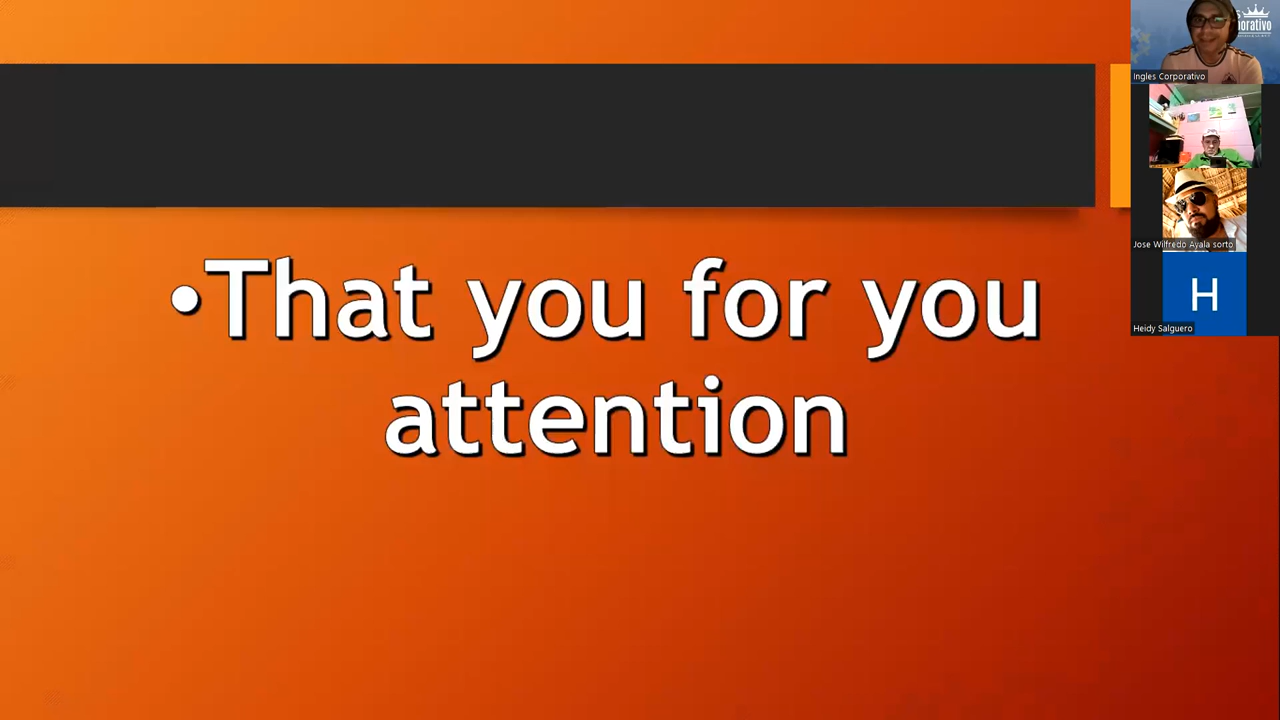 •That you for you
attention
Ingles Corporativo
Jose Wilfredo Ayala sorto
H
Heidy Salguero